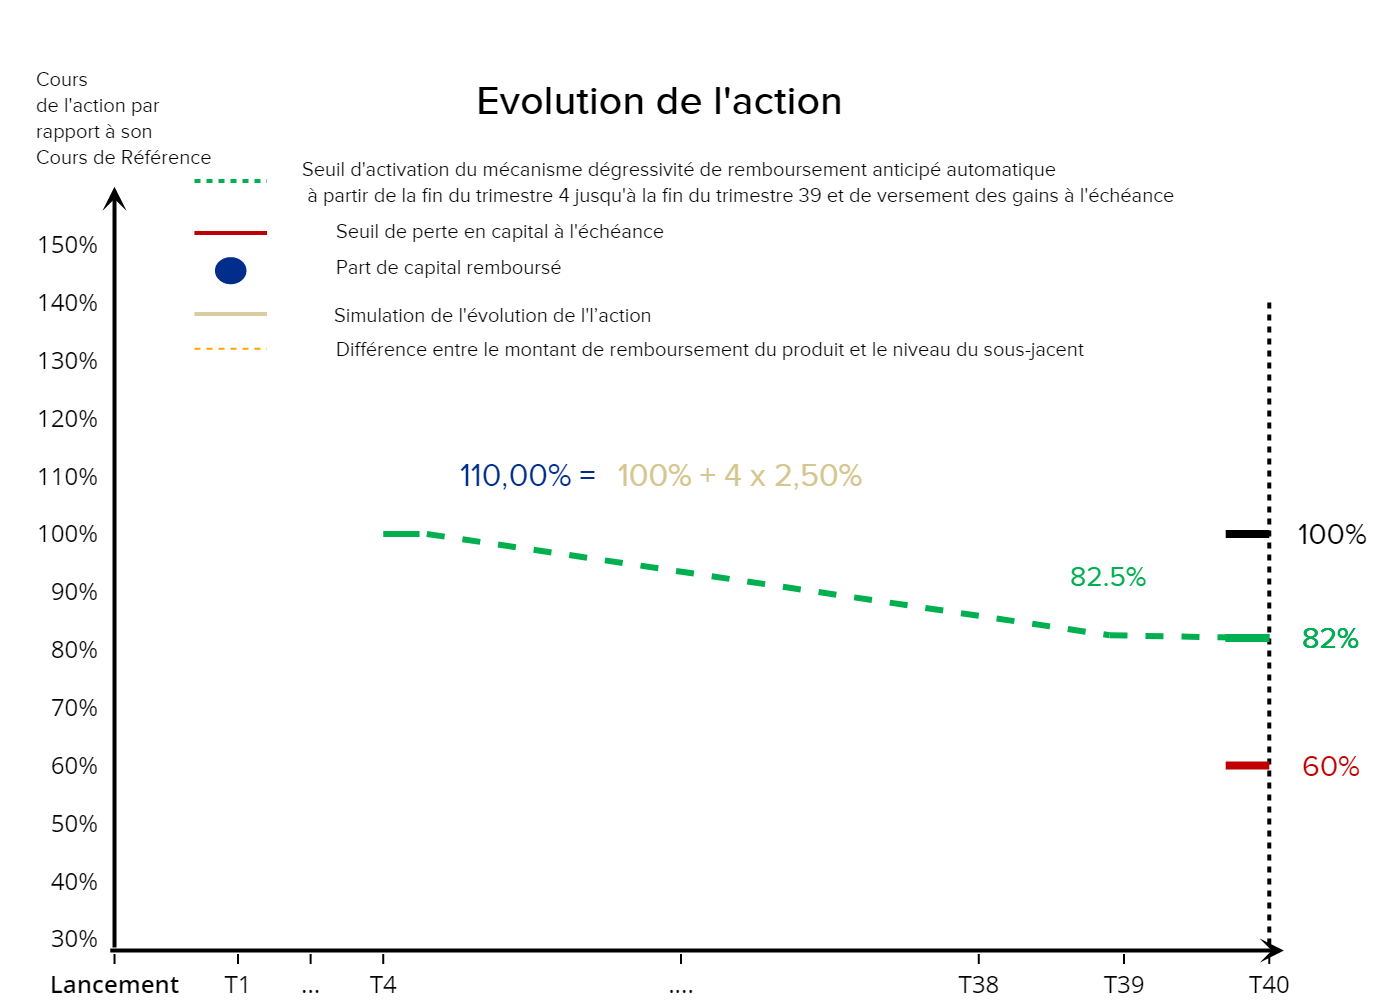 Cours
de l'action par
rapport à son
Cours de Référence
Evolution de l'action
Seuil d'activation du mécanisme dégressivité de remboursement anticipé automatique
à partir de la fin du trimestre 4 jusqu'à la fin du trimestre 39 et de versement des gains à l'échéance
Seuil de perte en capital à l'échéance
Part de capital remboursé
Simulation de l'évolution de l'l’action
Différence entre le montant de remboursement du produit et le niveau du sous-jacent
150%
140%
130%
120%
110%
100%
90%
80%
70%
60%
50%
40%
30%
110,00% = 100% + 4 x 2,50%
100%
82.5%
82%
60%
Lancement T1 ... T4 .... T38 T39 T40